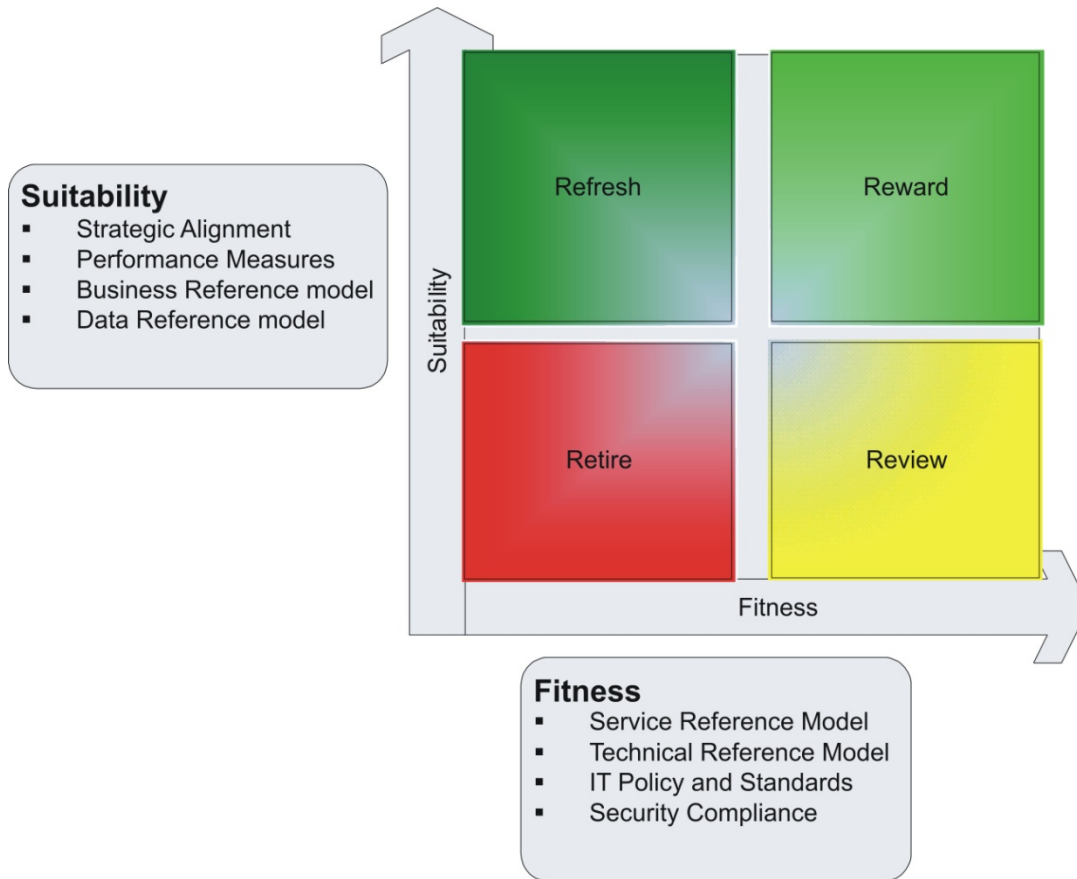 Refresh
Reward
Suitability
▪ Strategic Alignment
▪ Performance Measures
▪ Business Reference model
▪ Data Reference model
Suitability
Retire
Review
Fitness
Fitness
▪ Service Reference Model
▪ Technical Reference Model
▪ IT Policy and Standards
▪ Security Compliance